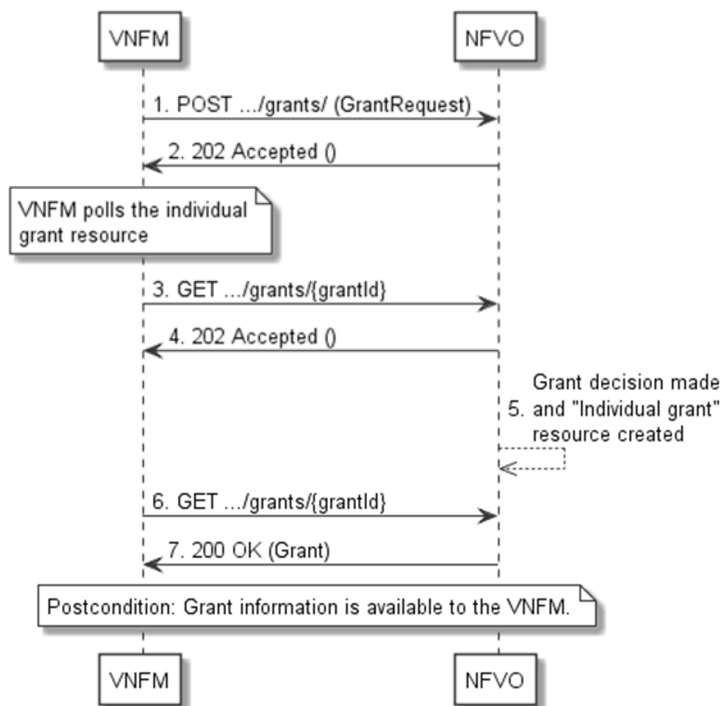 VNFM
NFVO
1. POST .../grants/ (GrantRequest)
2. 202 Accepted ()
VNFM polls the individual
grant resource
3. GET .../grants/{grantId}
4. 202 Accepted ()
Grant decision made
5. and "Individual grant"
resource created
6. GET .../grants/{grantId}
7. 200 OK (Grant)
Postcondition: Grant information is available to the VNFM.
VNFM
NFVO